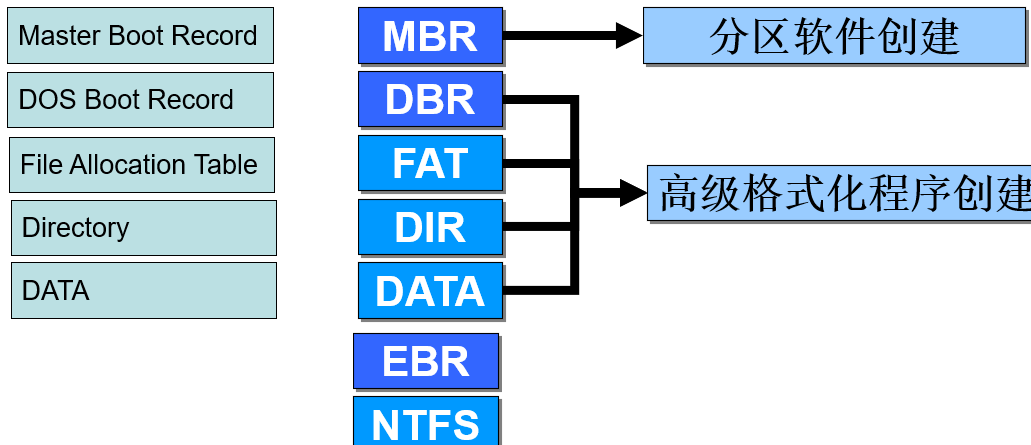 Master Boot Record
MBR
分区软件创建
DOS Boot Record
DBR
File Allocation Table
FAT
高级格式化程序创建
Directory
DIR
DATA
DATA
EBR
NTFS